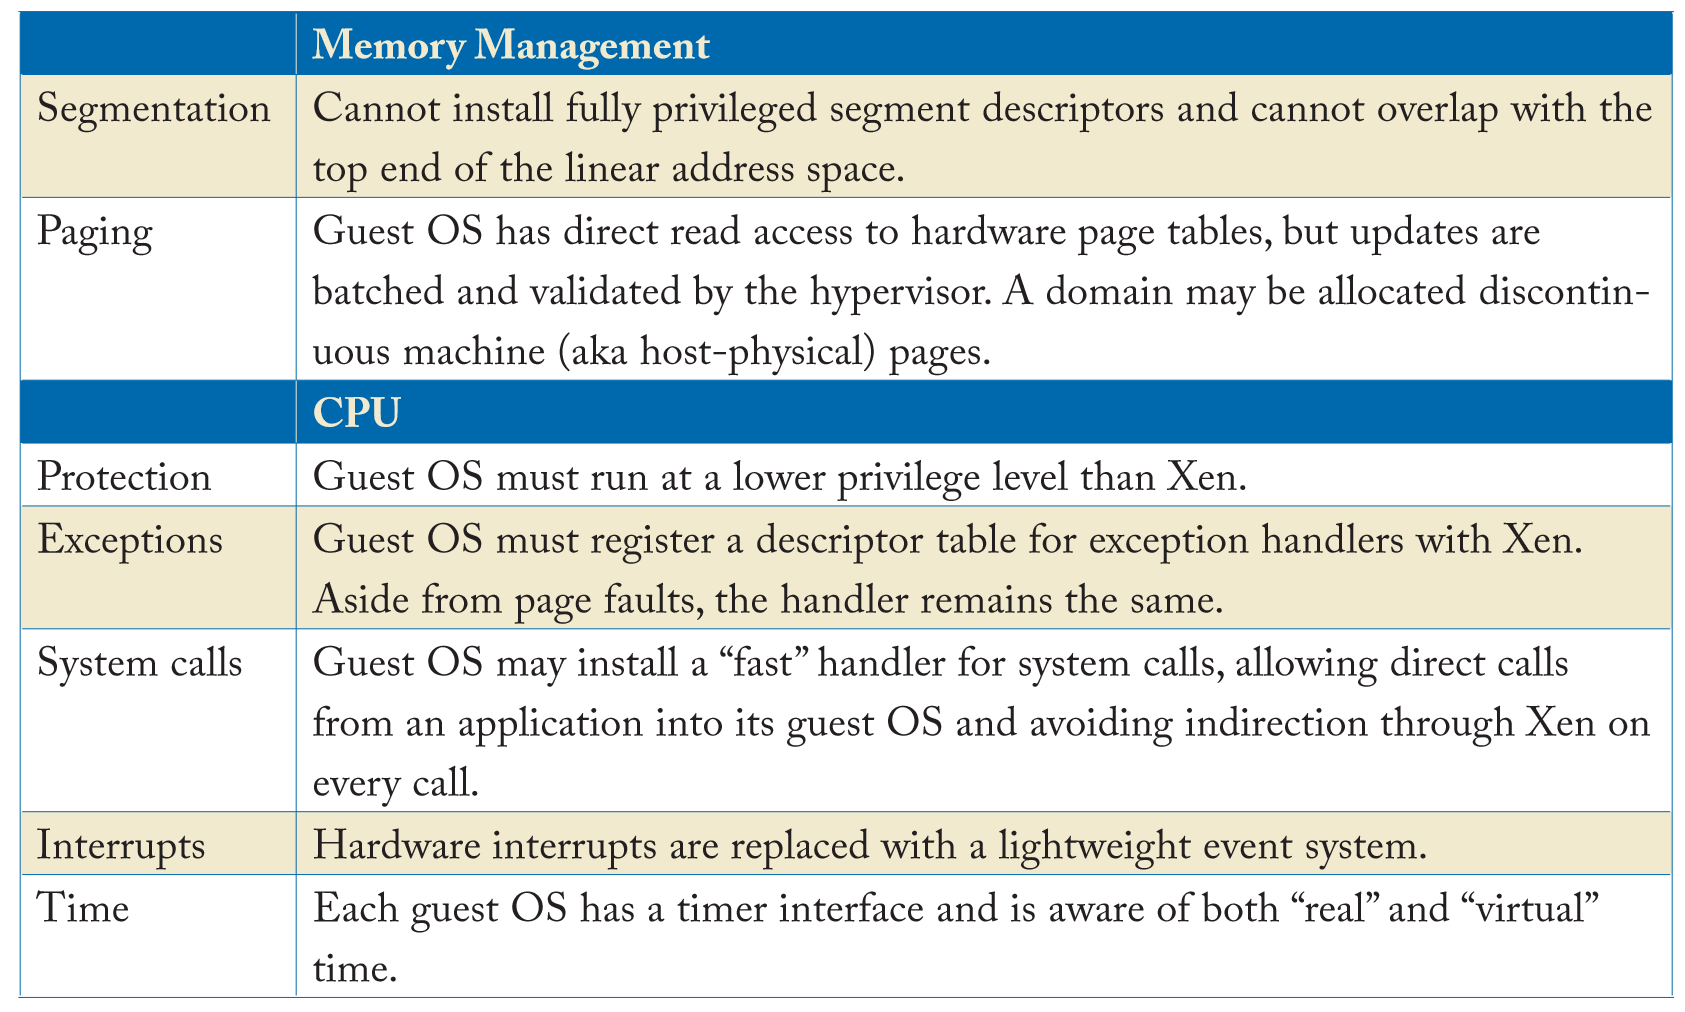 Memory Management
Segmentation Cannot install fully privileged segment descriptors and cannot overlap with the
top end of the linear address space.
Paging Guest OS has direct read access to hardware page tables, but updates are
batched and validated by the hypervisor. A domain may be allocated discontin-
uous machine (aka host-physical) pages.
CPU
Protection Guest OS must run at a lower privilege level than Xen.
Exceptions Guest OS must register a descriptor table for exception handlers with Xen.
Aside from page faults, the handler remains the same.
System calls Guest OS may install a “fast” handler for system calls, allowing direct calls
from an application into its guest OS and avoiding indirection through Xen on
every call.
Interrupts Hardware interrupts are replaced with a lightweight event system.
Time Each guest OS has a timer interface and is aware of both “real” and “virtual”
time.